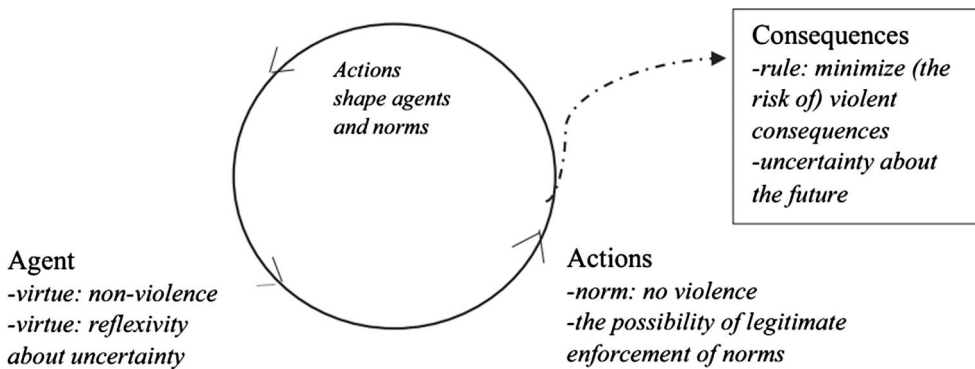 Actions
shape agents
and norms
Consequences
-rule: minimize (the
risk of) violent
consequences
-uncertainty about
the future
Agent
-virtue: non-violence
-virtue: reflexivity
about uncertainty
Actions
-norm: no violence
-the possibility of legitimate
enforcement of norms